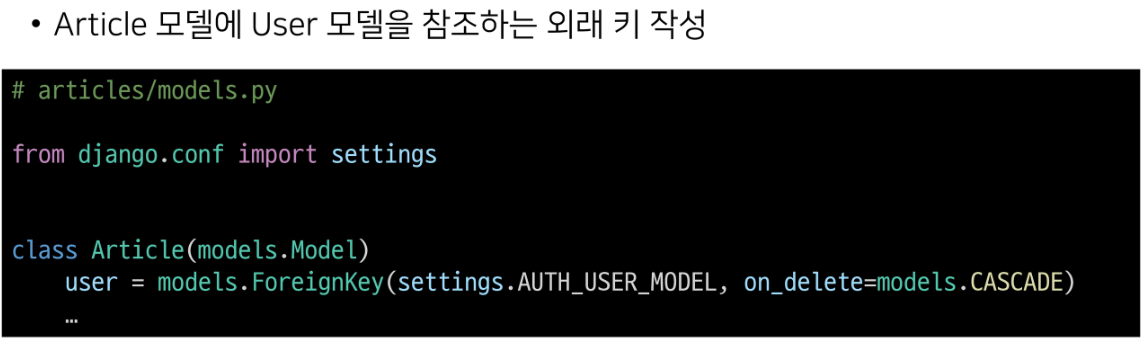 • Article 모델에 User 모델을 참조하는 외래 키 작성
# articles/models.py
from django.conf import settings
class Article(models.Model)
user = models.ForeignKey(settings.AUTH_USER_MODEL, on_delete=models.CASCADE)
…